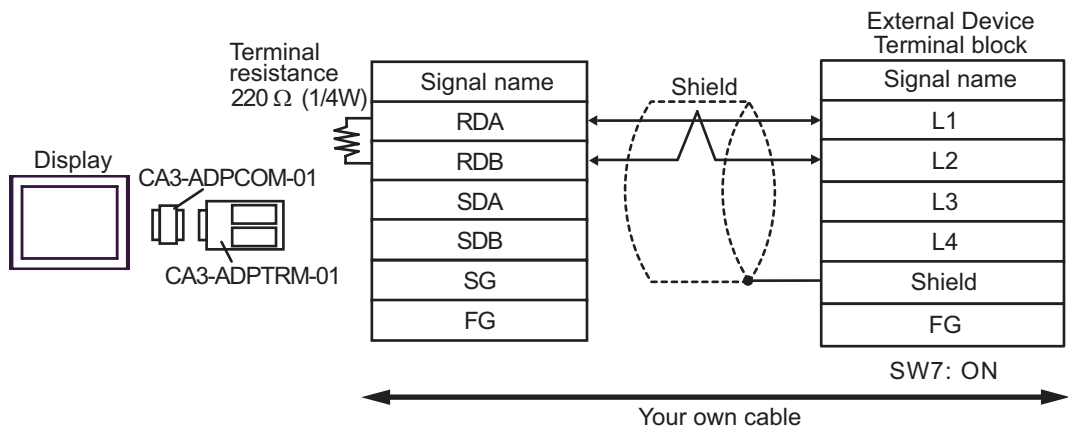 External Device
Terminal block
Terminal
resistance
220 Ω (1/4W)
Signal name
RDA
RDB
SDA
SDB
SG
FG
Shield
Signal name
L1
L2
L3
L4
Shield
FG
Display
CA3-ADPCOM-01
CA3-ADPTRM-01
SW7: ON
Your own cable